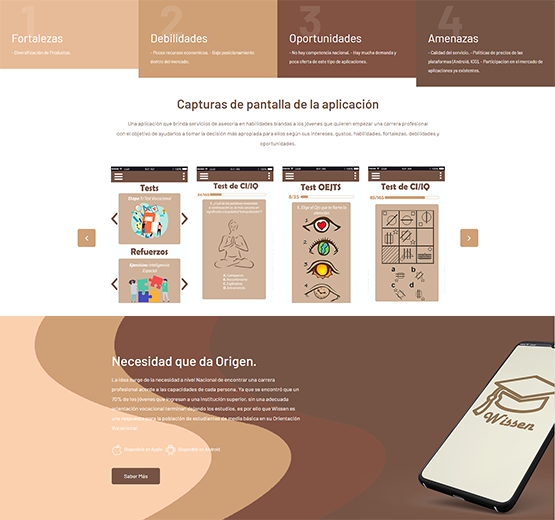 1
Fortalezas
- Diversificación de Productos.
2
Debilidades
- Pocos recursos economicos. - Bajo posicionamiento
dentro del mercado.
3
Oportunidades
- No hay competencia nacional. - Hay mucha demanda y
poca oferta de este tipo de aplicaciones.
4
Amenazas
- Calidad del servicio. - Politicas de precios de las
plataformas (Android, IOS). - Participacion en el mercado de
aplicaciones ya existentes.
Capturas de pantalla de la aplicación
Una aplicación que brinda servicios de asesoría en habilidades blandas a los jóvenes que quieren empezar una carrera profesional
con el objetivo de ayudarlos a tomar la decisión más apropiada para ellos según sus intereses, gustos, habilidades, fortalezas, debilidades y
oportunidades.
Tests
Etapa 1: Test Vocacional
Refuerzos
Ejercicios: Inteligencia
Espacial
Test de CI/IQ
Test OEJTS
Test de CI/IQ
a
b
c
d
Necesidad que da Origen.
La idea surge de la necesidad a nivel Nacional de encontrar una carrera
profesional acorde a las capacidades de cada persona. Ya que se encontró que un
70% de los jóvenes que ingresan a una Institución superior, sin una adecuada
orientación vocacional terminan dejando los estudios, es por ello que Wissen es
una respuesta para la población de estudiantes de media básica en su Orientación
Vocacional
Disponible en Apple
Disponible en Android
Saber Más
Wissen